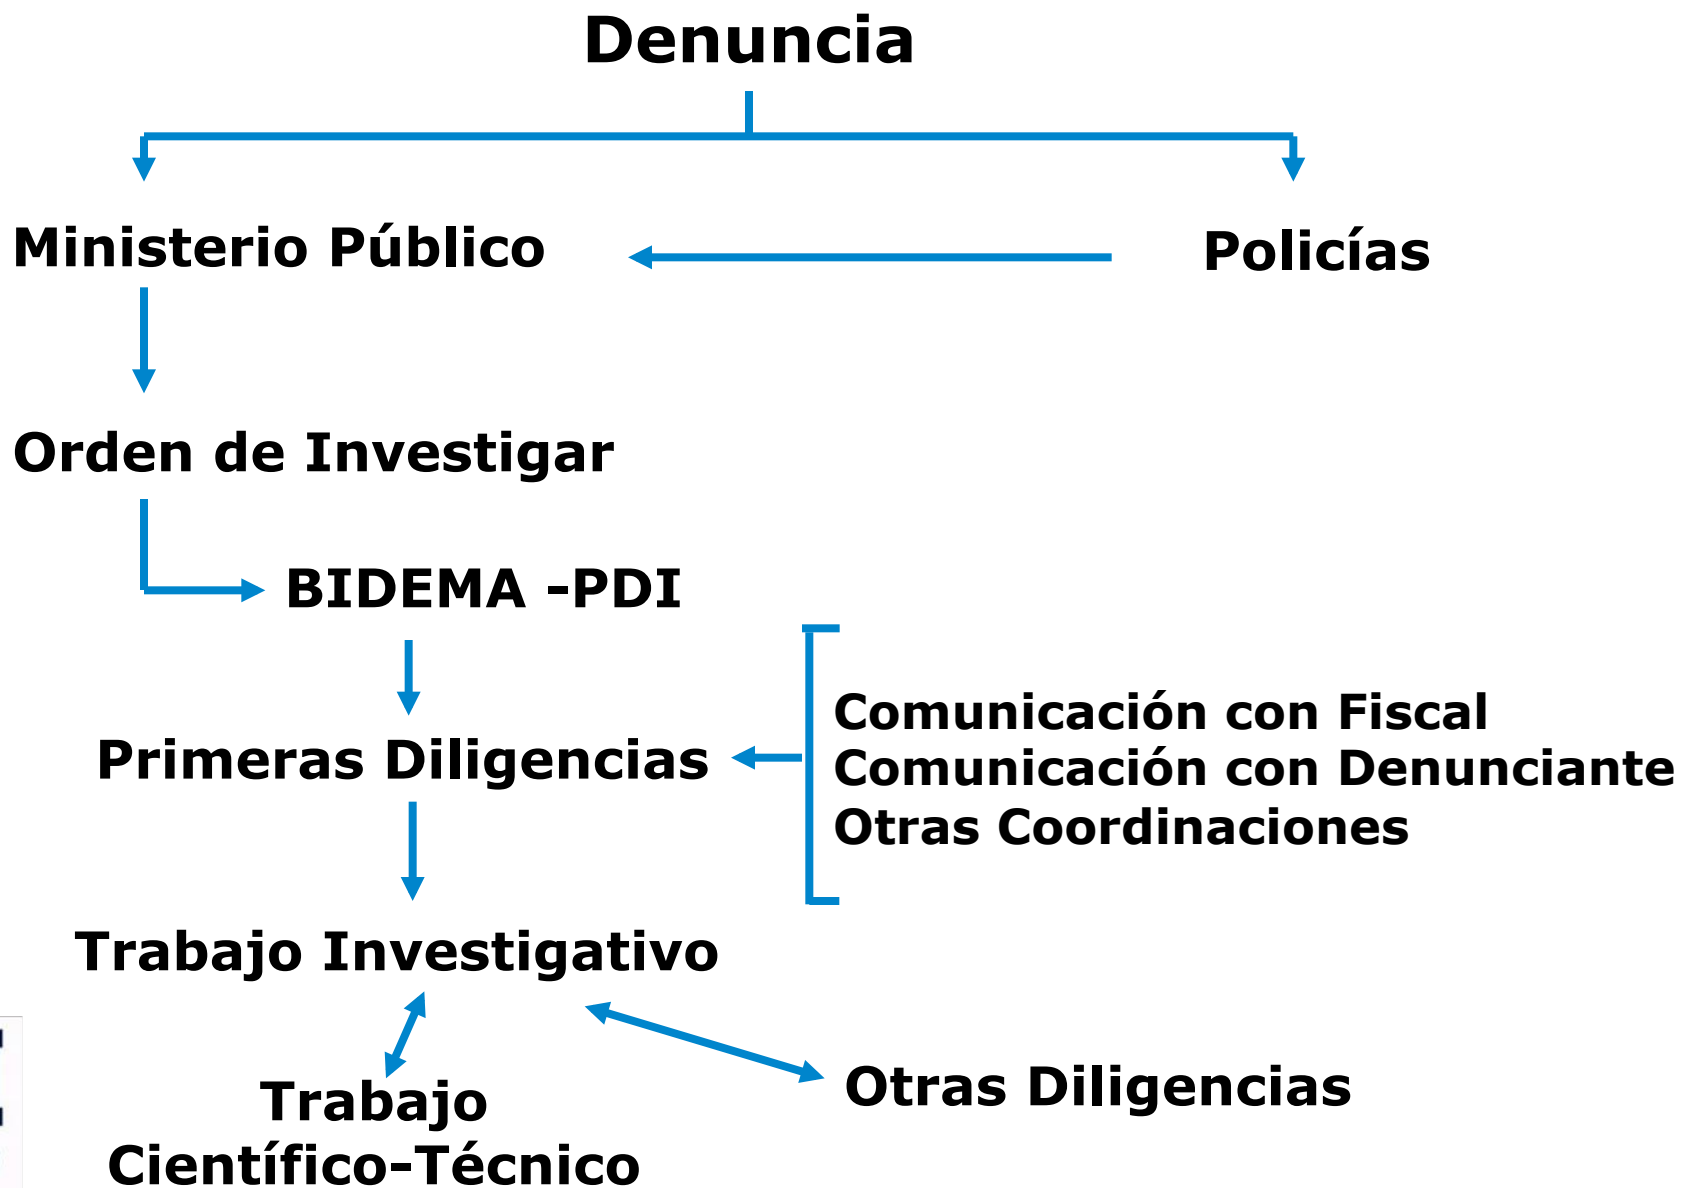 Denuncia
Ministerio Público
Policías
Orden de Investigar
BIDEMA -PDI
Comunicación con Fiscal
Primeras Diligencias
Comunicación con Denunciante
Otras Coordinaciones
Trabajo Investigativo
Otras Diligencias
Trabajo
Científico-Técnico